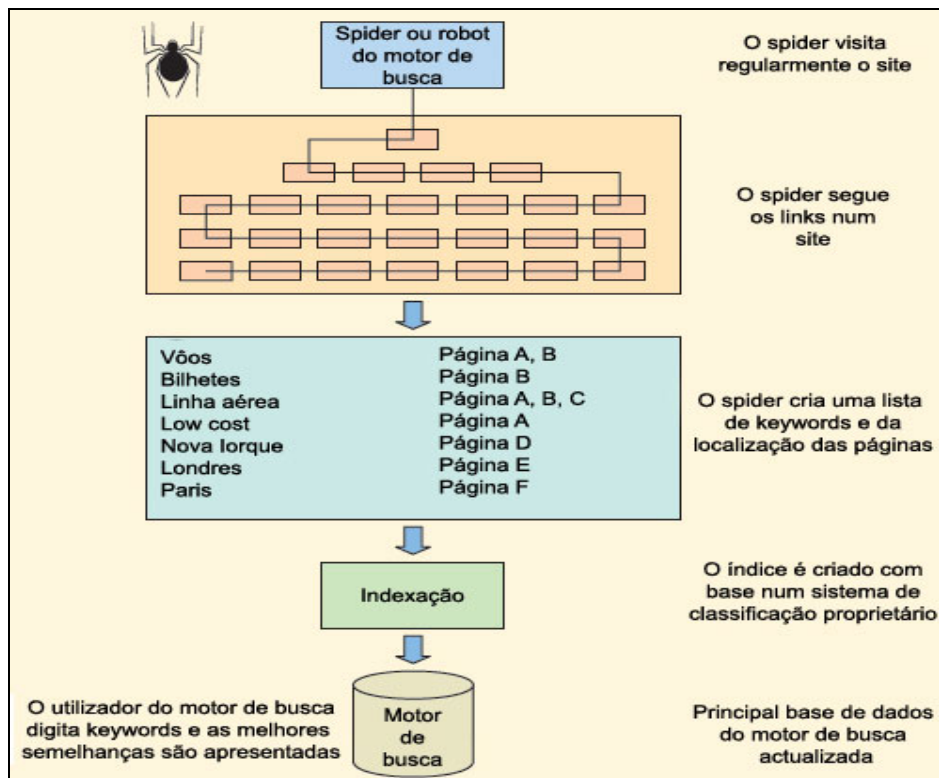 Spider ou robot
do motor de
busca
O spider visita
regularmente o site
O spider segue
os links num
site
Vôos
Página A, B
Bilhetes
Página B
Linha aérea
Página A, B, C
Low cost
Página A
Nova Iorque
Página D
Londres
Página E
Paris
Página F
O spider cria uma lista
de keywords e da
localização das páginas
Indexação
O índice é criado com
base num sistema de
classificação proprietário
O utilizador do motor de busca
digita keywords e as melhores
semelhanças são apresentadas
Motor
de
busca
Principal base de dados
do motor de busca
actualizada